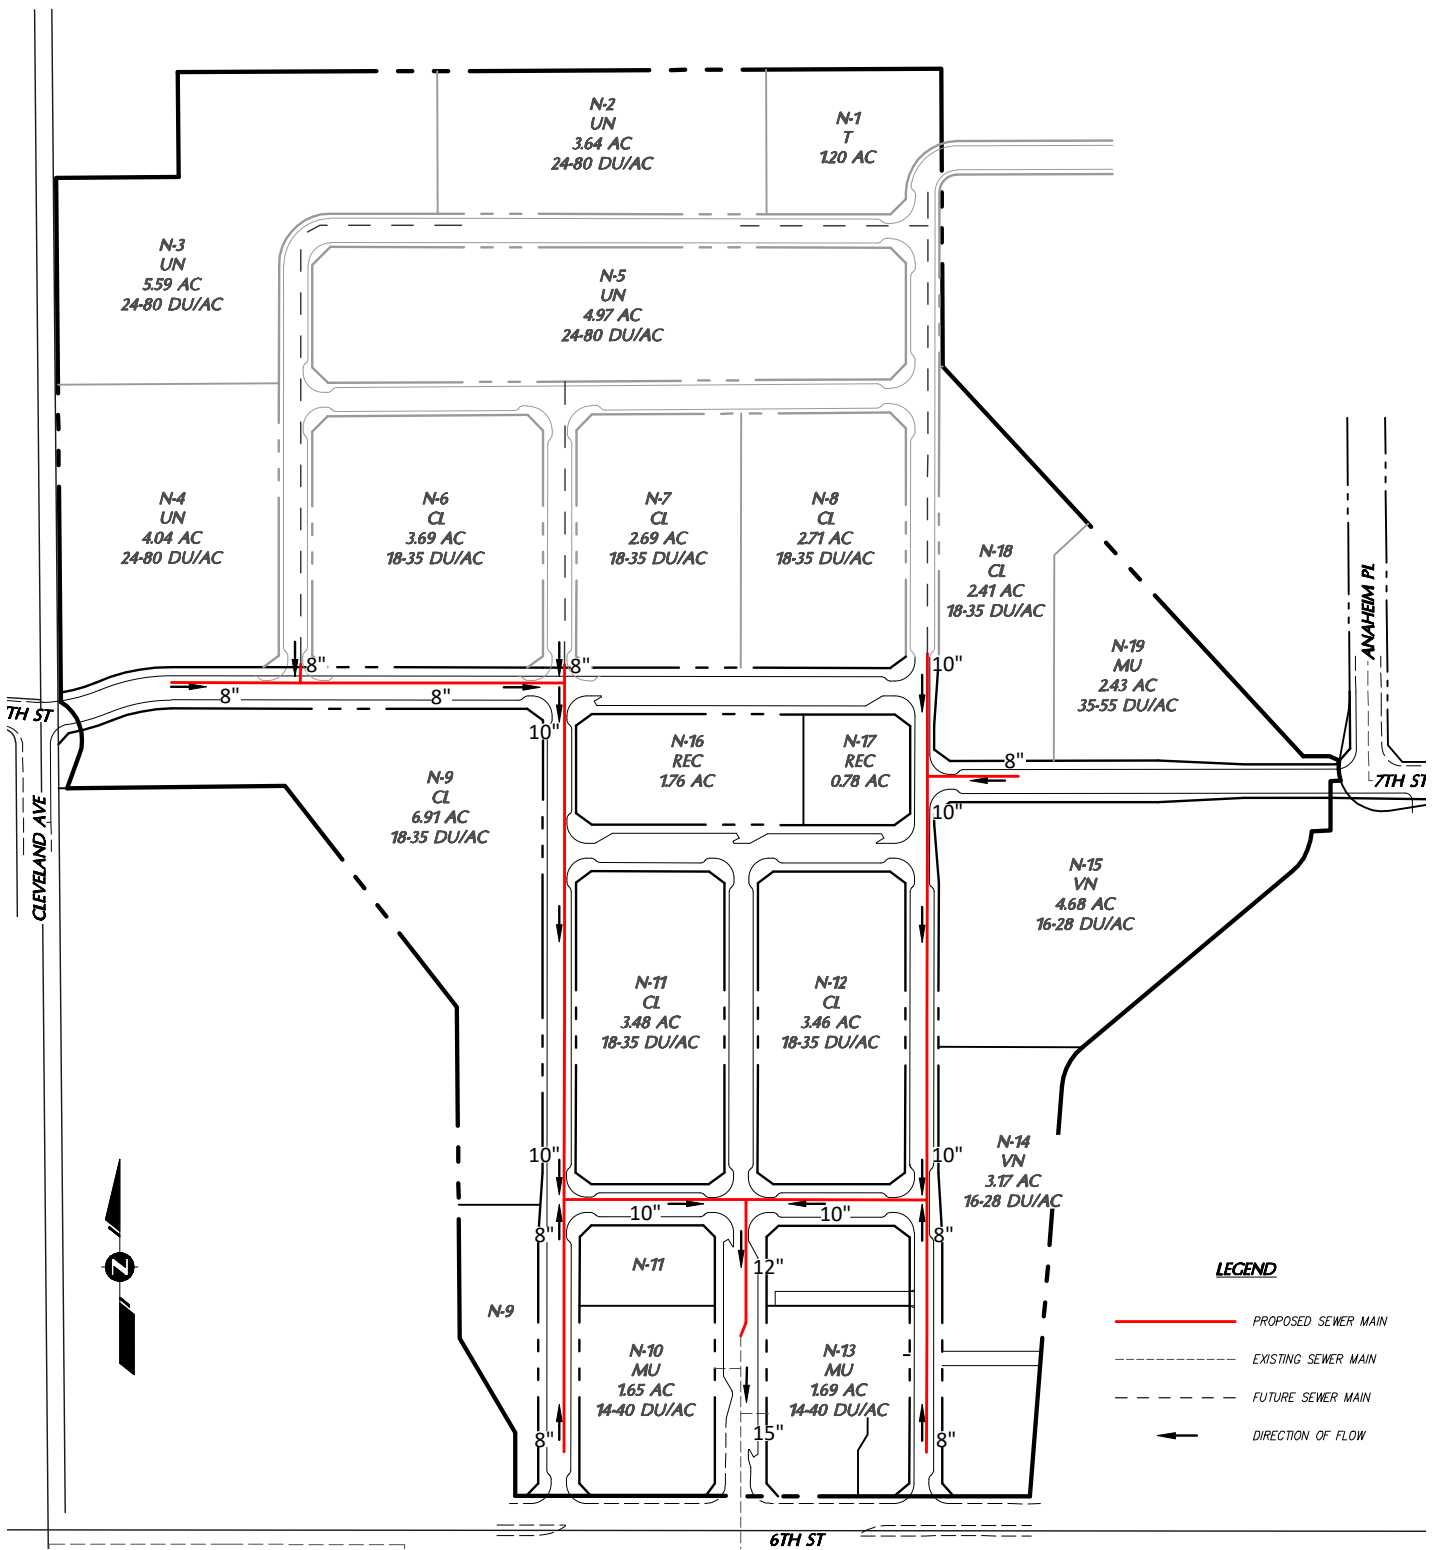 N-2
UN
3.64 AC
24-80 DU/AC
N-1
T
1.20 AC
N-3
UN
5.59 AC
24-80 DU/AC
N-5
UN
4.97 AC
24-80 DU/AC
N-4
UN
4.04 AC
24-80 DU/AC
N-6
CL
3.69 AC
18-35 DU/AC
N-7
CL
2.69 AC
18-35 DU/AC
N-8
CL
2.71 AC
18-35 DU/AC
N-18
CL
2.41 AC
18-35 DU/AC
N-19
MU
2.43 AC
35-55 DU/AC
ANAHEIM PL
8"
8"
10"
8"
8"
TH ST
10"
N-16
REC
1.76 AC
N-17
REC
0.78 AC
8"
7TH ST
10"
N-9
CL
6.91 AC
18-35 DU/AC
CLEVELAND AVE
N-15
VN
4.68 AC
16-28 DU/AC
N-11
CL
3.48 AC
18-35 DU/AC
N-12
CL
3.46 AC
18-35 DU/AC
10"
10"
N-14
VN
3.17 AC
16-28 DU/AC
10"
10"
8"
8"
N-11
12"
N
N-9
LEGEND
PROPOSED SEWER MAIN
EXISTING SEWER MAIN
FUTURE SEWER MAIN
DIRECTION OF FLOW
N-10
MU
1.65 AC
14-40 DU/AC
N-13
MU
1.69 AC
14-40 DU/AC
15"
8"
8"
6TH ST